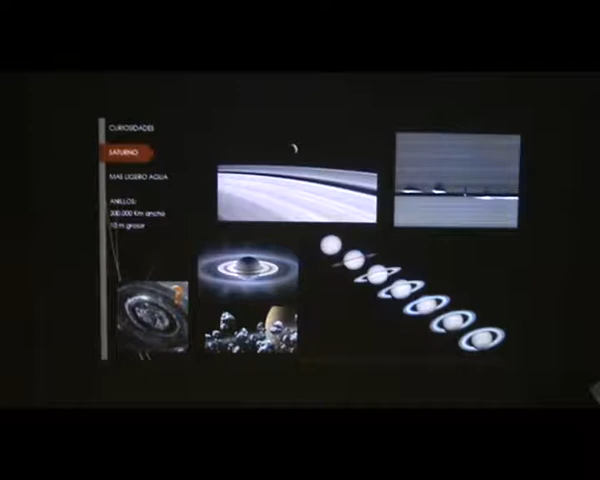 CURIOSIDADES
SATURNO
MAS LIGERO AGUA
ANILLOS:
300.000 Km ancho
10 m grosor